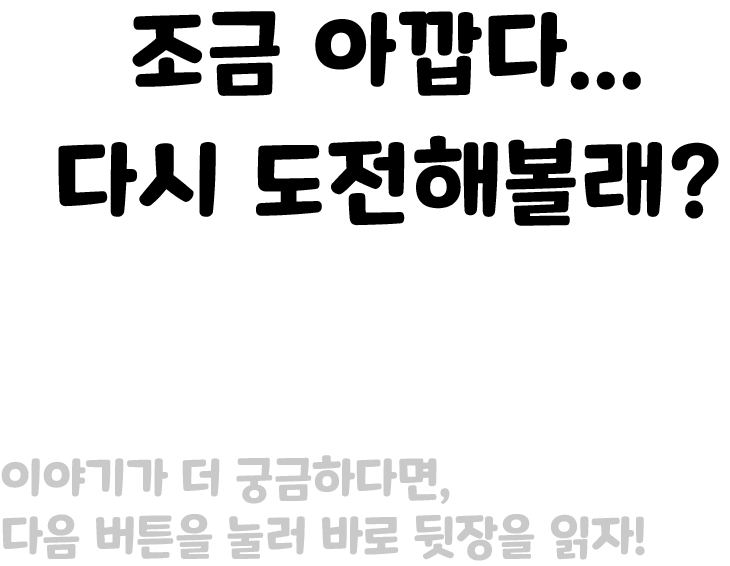 조금 아깝다...
다시 도전해볼래?
이야기가 더 궁금하다면,
다음 버튼을 눌러 바로 뒷장을 읽자!